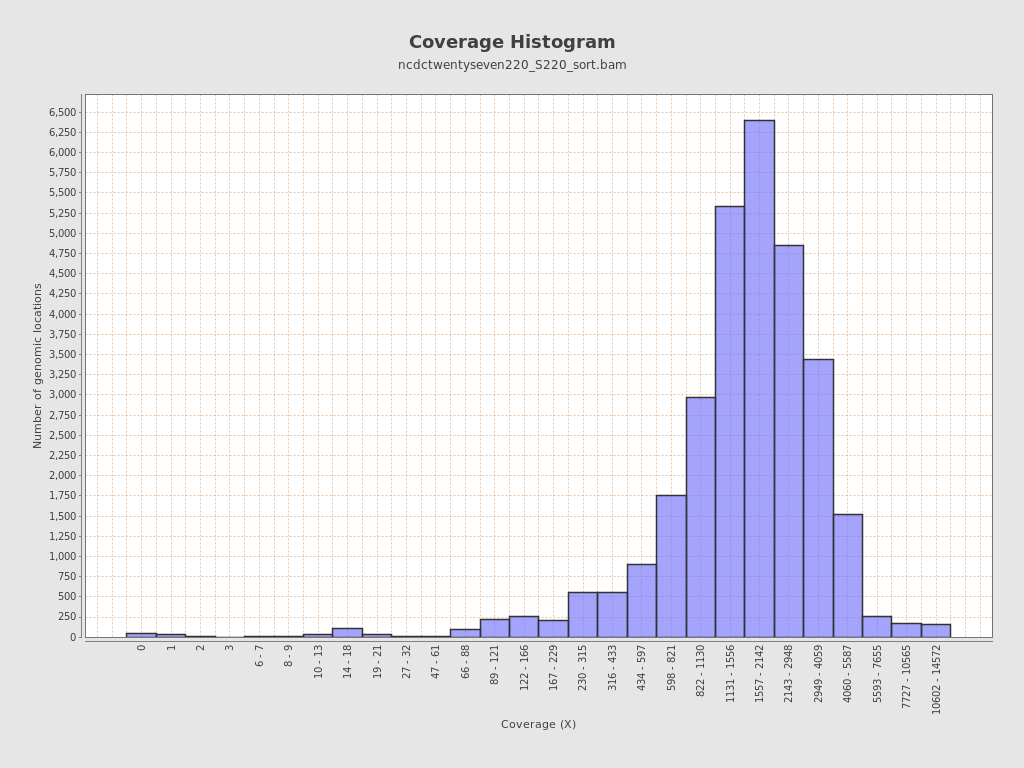 Coverage Histogram
ncdctwentyseven220_S220_sort.bam
Number of genomic locations
6,500
6,250
6,000
5,750
5,500
5,250
5,000
4,750
4,500
4,250
4,000
3,750
3,500
3,250
3,000
2,750
2,500
2,250
2,000
1,750
1,500
1,250
1,000
750
500
250
0
0
1
2
3
6 - 7
8 - 9
10 - 13
14 - 18
19 - 21
27 - 32
47 - 61
66 - 88
89 - 121
122 - 166
167 - 229
230 - 315
316 - 433
434 - 597
598 - 821
822 - 1130
1131 - 1556
1557 - 2142
2143 - 2948
2949 - 4059
4060 - 5587
5593 - 7655
7727 - 10565
10602 - 14572
Coverage (X)